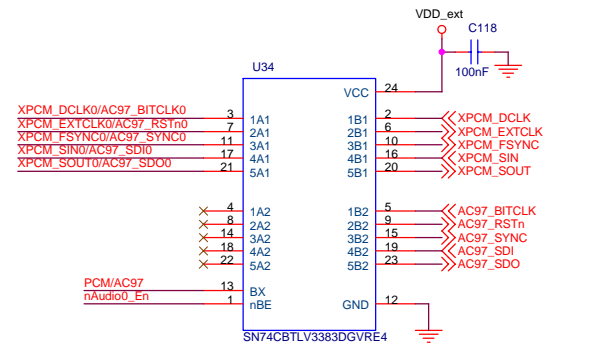 VDD_ext
C118
100nF
U34
VCC 24
XPCM_DCLK0/AC97_BITCLK0 3 1A1 1B1 2 XPCM_DCLK
XPCM_EXTCLK0/AC97_RSTn0 7 2A1 2B1 6 XPCM_EXTCLK
XPCM_FSYNC0/AC97_SYNC0 11 3A1 3B1 10 XPCM_FSYNC
XPCM_SIN0/AC97_SDI0 17 4A1 4B1 16 XPCM_SIN
XPCM_SOUT0/AC97_SDO0 21 5A1 5B1 20 XPCM_SOUT
4 1A2 1B2 5 AC97_BITCLK
8 2A2 2B2 9 AC97_RSTn
14 3A2 3B2 15 AC97_SYNC
18 4A2 4B2 19 AC97_SDI
22 5A2 5B2 23 AC97_SDO
PCM/AC97 13 BX
nAudio0_En 1 nBE GND 12
SN74CBTLV3383DGVRE4